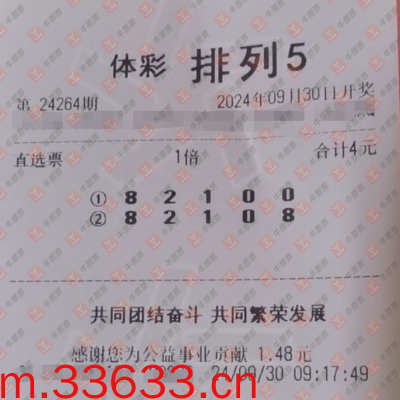 体彩 排列5
第 24264期 2024年09月30日开奖
直选票 1倍 合计4元
① 8 2 1 0 0
② 8 2 1 0 8
共同团结奋斗 共同繁荣发展
感谢您为公益事业贡献 1.48元
24/09/30 09:17:49
m.33633.cn